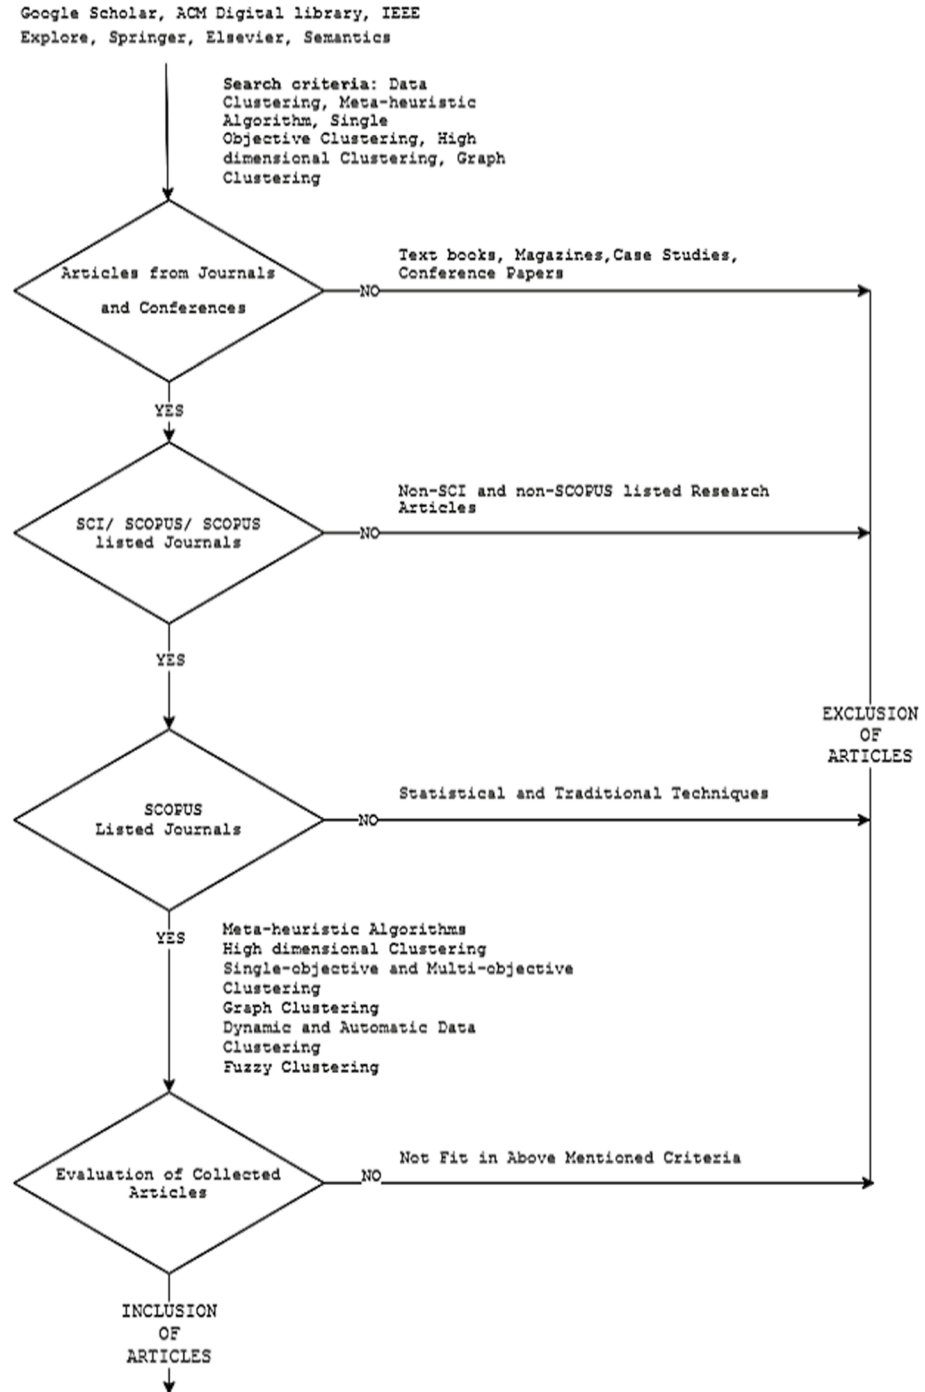 Google Scholar, ACM Digital library, IEEE
Explore, Springer, Elsevier, Semantics
Search criteria: Data
Clustering, Meta-heuristic
Algorithm, Single
Objective Clustering, High
dimensional Clustering, Graph
Clustering
Articles from Journals
and Conferences
NO
Text books, Magazines,Case Studies,
Conference Papers
YES
SCI/ SCOPUS/ SCOPUS
listed Journals
NO
Non-SCI and non-SCOPUS listed Research
Articles
YES
EXCLUSION
OF
ARTICLES
SCOPUS
Listed Journals
NO
Statistical and Traditional Techniques
YES
Meta-heuristic Algorithms
High dimensional Clustering
Single-objective and Multi-objective
Clustering
Graph Clustering
Dynamic and Automatic Data
Clustering
Fuzzy Clustering
Evaluation of Collected
Articles
NO
Not Fit in Above Mentioned Criteria
INCLUSION
OF
ARTICLES